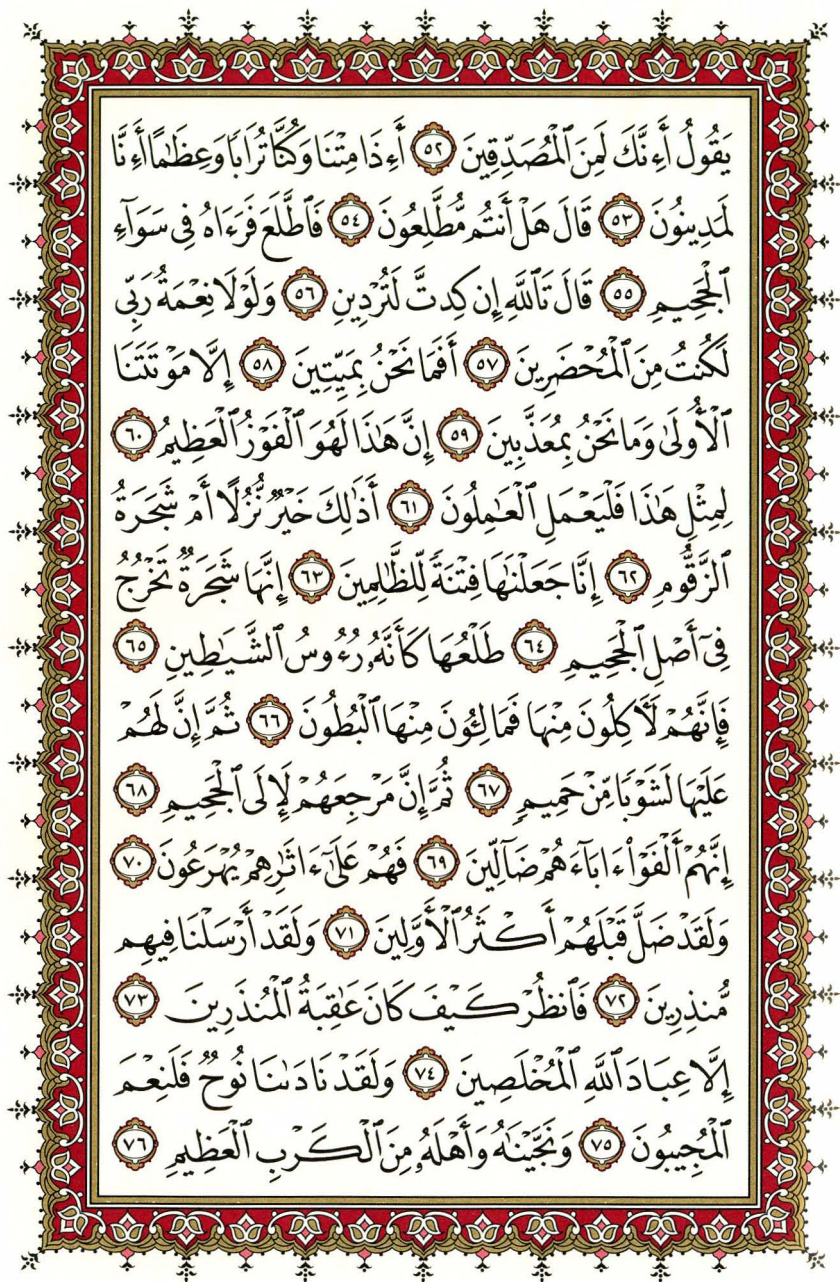 يَقُولُ أَءِنَّكَ لَمِنَ ٱلْمُصَدِّقِينَ ٥٢ أَءِذَا مِتْنَا وَكُنَّا تُرَابًا وَعِظَٰمًا أَءِنَّا
لَمَدِينُونَ ٥٣ قَالَ هَلْ أَنتُم مُّطَّلِعُونَ ٥٤ فَٱطَّلَعَ فَرَءَاهُ فِى سَوَآءِ
ٱلْجَحِيمِ ٥٥ قَالَ تَٱللَّهِ إِن كِدتَّ لَتُرْدِينِ ٥٦ وَلَوْلَا نِعْمَةُ رَبِّى
لَكُنتُ مِنَ ٱلْمُحْضَرِينَ ٥٧ أَفَمَا نَحْنُ بِمَيِّتِينَ ٥٨ إِلَّا مَوْتَتَنَا
ٱلْأُولَىٰ وَمَا نَحْنُ بِمُعَذَّبِينَ ٥٩ إِنَّ هَٰذَا لَهُوَ ٱلْفَوْزُ ٱلْعَظِيمُ ٦٠
لِمِثْلِ هَٰذَا فَلْيَعْمَلِ ٱلْعَٰمِلُونَ ٦١ أَذَٰلِكَ خَيْرٌ نُّزُلًا أَمْ شَجَرَةُ
ٱلزَّقُّومِ ٦٢ إِنَّا جَعَلْنَٰهَا فِتْنَةً لِّلظَّٰلِمِينَ ٦٣ إِنَّهَا شَجَرَةٌ تَخْرُجُ
فِىٓ أَصْلِ ٱلْجَحِيمِ ٦٤ طَلْعُهَا كَأَنَّهُۥ رُءُوسُ ٱلشَّيَٰطِينِ ٦٥
فَإِنَّهُمْ لَءَاكِلُونَ مِنْهَا فَمَالِـُٔونَ مِنْهَا ٱلْبُطُونَ ٦٦ ثُمَّ إِنَّ لَهُمْ
عَلَيْهَا لَشَوْبًا مِّنْ حَمِيمٍ ٦٧ ثُمَّ إِنَّ مَرْجِعَهُمْ لَإِلَى ٱلْجَحِيمِ ٦٨
إِنَّهُمْ أَلْفَوْا۟ ءَابَآءَهُمْ ضَآلِّينَ ٦٩ فَهُمْ عَلَىٰٓ ءَاثَٰرِهِمْ يُهْرَعُونَ ٧٠
وَلَقَدْ ضَلَّ قَبْلَهُمْ أَكْثَرُ ٱلْأَوَّلِينَ ٧١ وَلَقَدْ أَرْسَلْنَا فِيهِم
مُّنذِرِينَ ٧٢ فَٱنظُرْ كَيْفَ كَانَ عَٰقِبَةُ ٱلْمُنذَرِينَ ٧٣
إِلَّا عِبَادَ ٱللَّهِ ٱلْمُخْلَصِينَ ٧٤ وَلَقَدْ نَادَىٰنَا نُوحٌ فَلَنِعْمَ
ٱلْمُجِيبُونَ ٧٥ وَنَجَّيْنَٰهُ وَأَهْلَهُۥ مِنَ ٱلْكَرْبِ ٱلْعَظِيمِ ٧٦